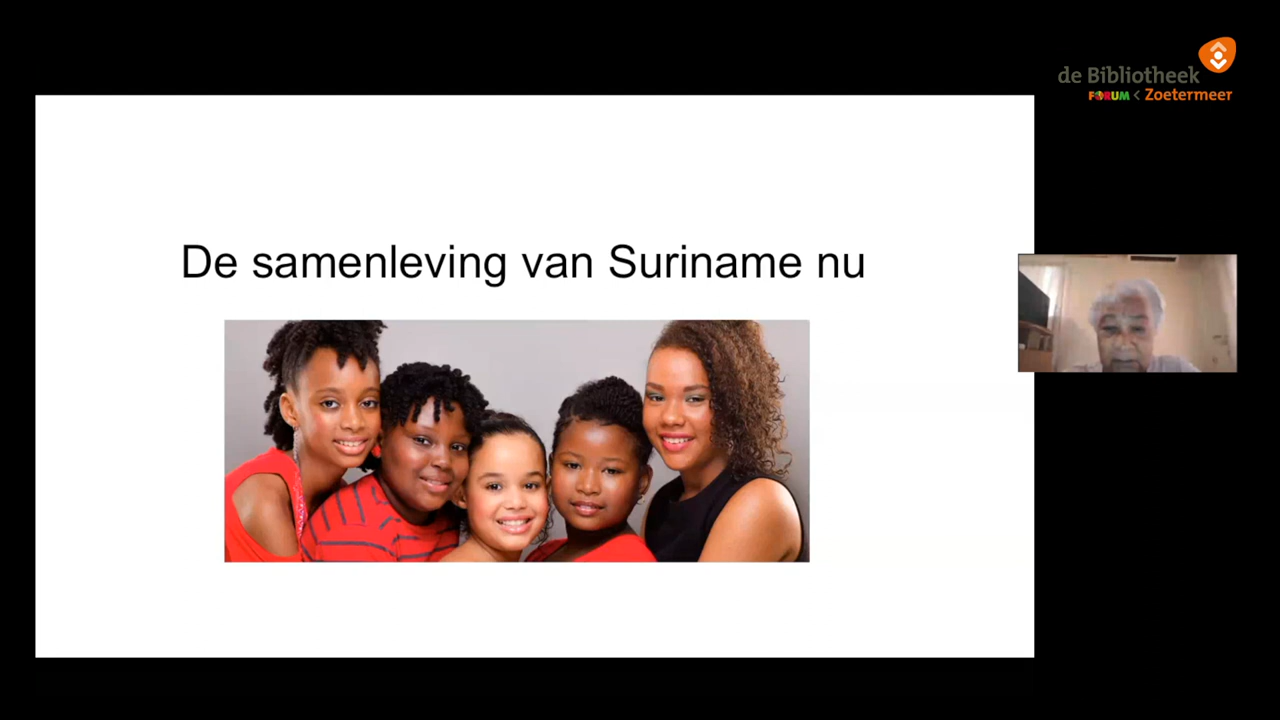 de Bibliotheek
FORUM < Zoetermeer
De samenleving van Suriname nu